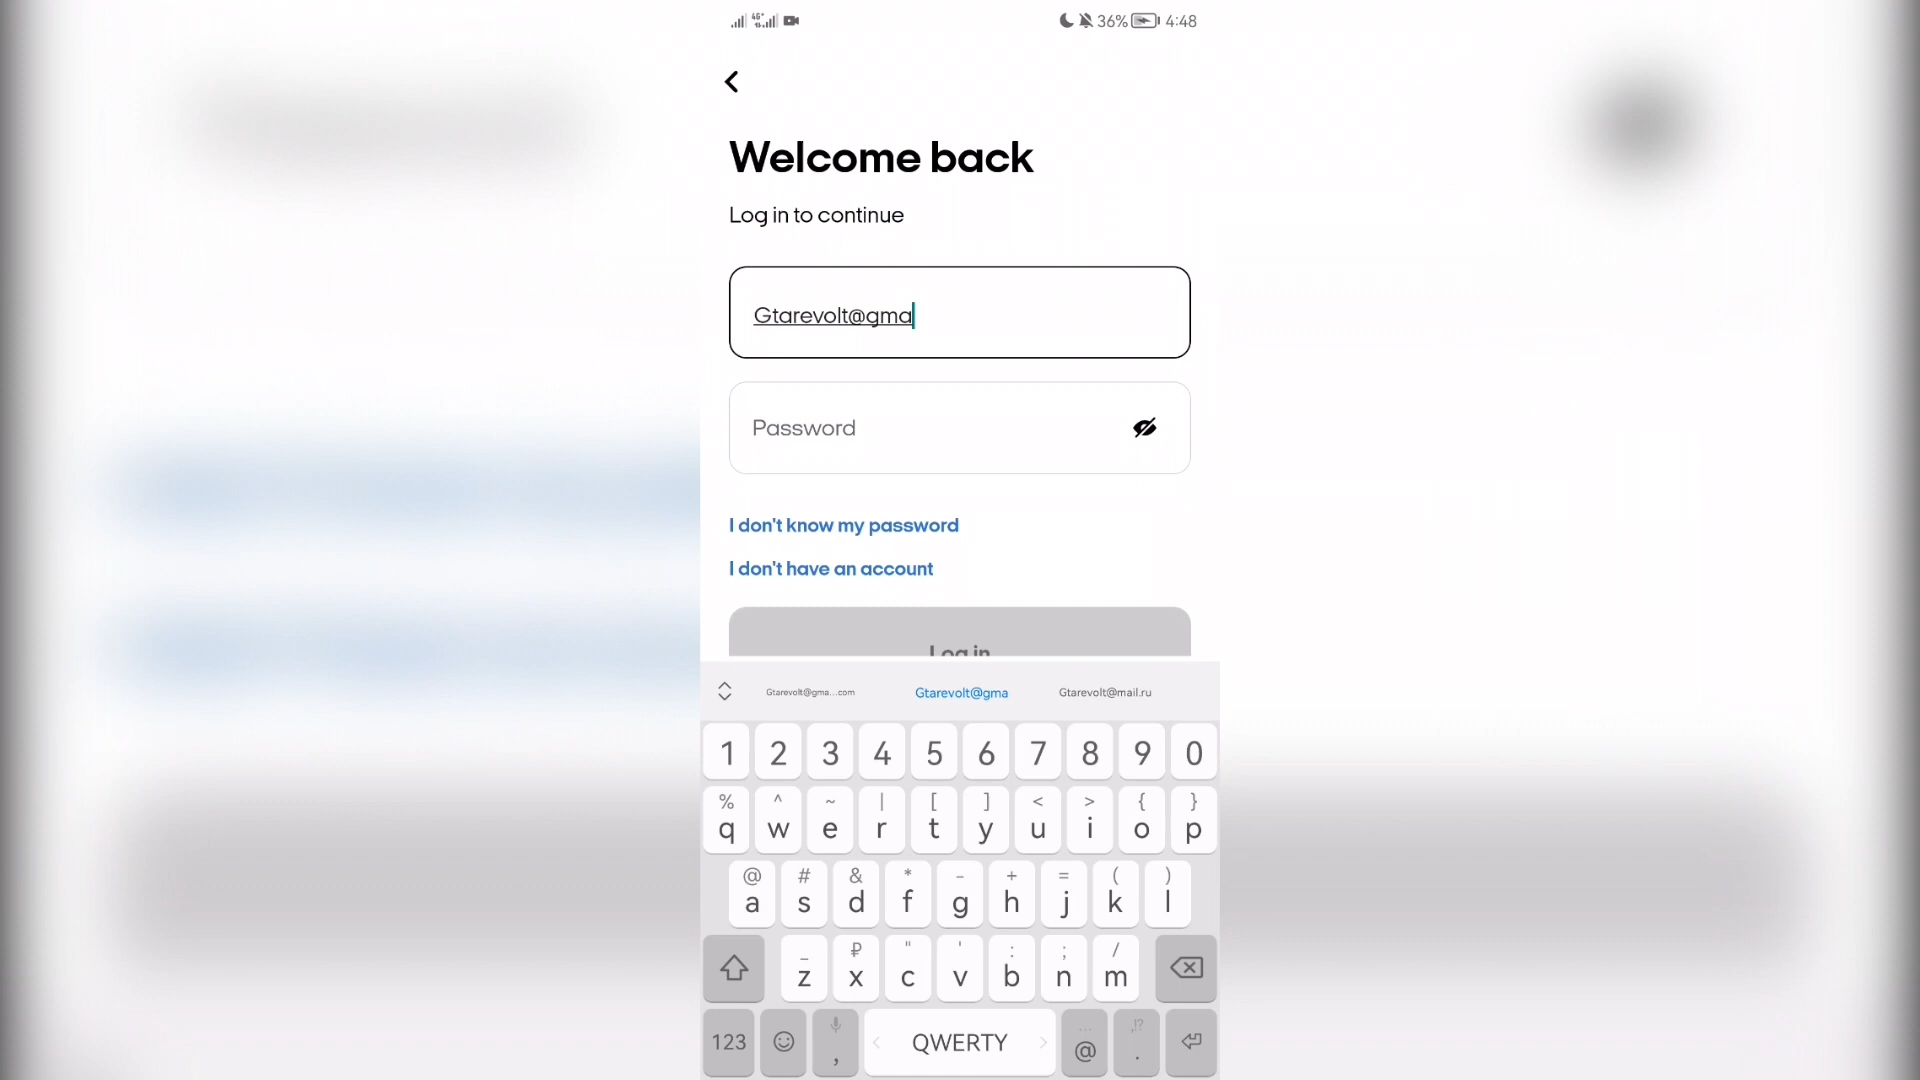 4G+ 36% 4:48
Welcome back
Log in to continue
Gtarevolt@gma
Password
I don't know my password
I don't have an account
Log in
Gtarevolt@gma...com Gtarevolt@gma Gtarevolt@mail.ru
1 2 3 4 5 6 7 8 9 0
% ^ ~ | [ ] < > { }
q w e r t y u i o p
@ # & * - + = ( )
a s d f g h j k l
_ ₽ " ' : ; /
z x c v b n m
... ,!?
123 , < QWERTY > @ .